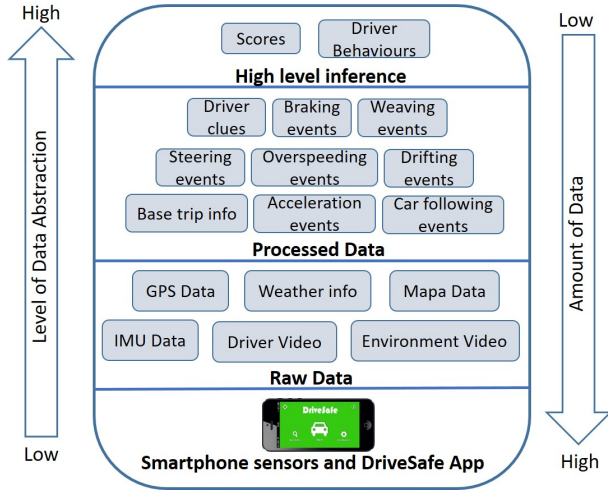 High
Low
Scores
Driver
Behaviours
High level inference
Driver
clues
Braking
events
Weaving
events
Steering
events
Overspeeding
events
Drifting
events
Base trip info
Acceleration
events
Car following
events
Processed Data
GPS Data
Weather info
Mapa Data
IMU Data
Driver Video
Environment Video
Raw Data
DriveSafe
Smartphone sensors and DriveSafe App
Level of Data Abstraction
Amount of Data
Low
High